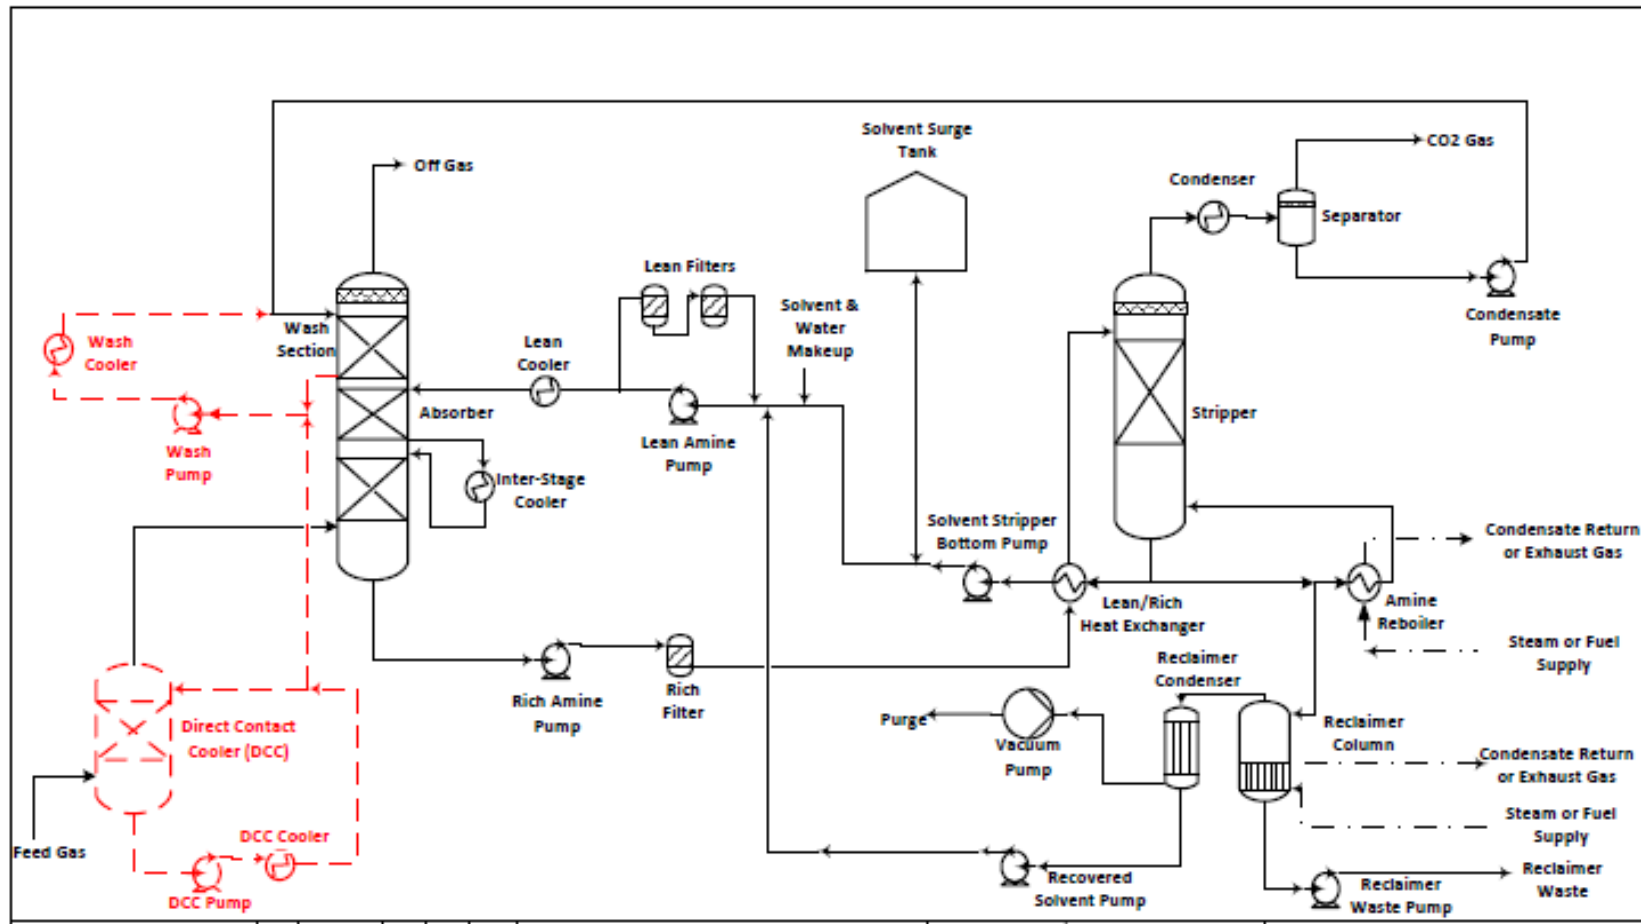 Solvent Surge
Tank
CO2 Gas
Off Gas
Condenser
Separator
Lean Filters
Solvent &
Water
Makeup
Condensate
Pump
Wash
Section
Wash
Cooler
Lean
Cooler
Absorber
Stripper
Lean Amine
Pump
Wash
Pump
Inter-Stage
Cooler
Solvent Stripper
Bottom Pump
Condensate Return
or Exhaust Gas
Lean/Rich
Heat Exchanger
Amine
Reboiler
Steam or Fuel
Supply
Reclaimer
Condenser
Rich Amine
Pump
Rich
Filter
Purge
Vacuum
Pump
Reclaimer
Column
Direct Contact
Cooler (DCC)
Condensate Return
or Exhaust Gas
Steam or Fuel
Supply
Feed Gas
DCC Cooler
DCC Pump
Recovered
Solvent Pump
Reclaimer
Waste Pump
Reclaimer
Waste